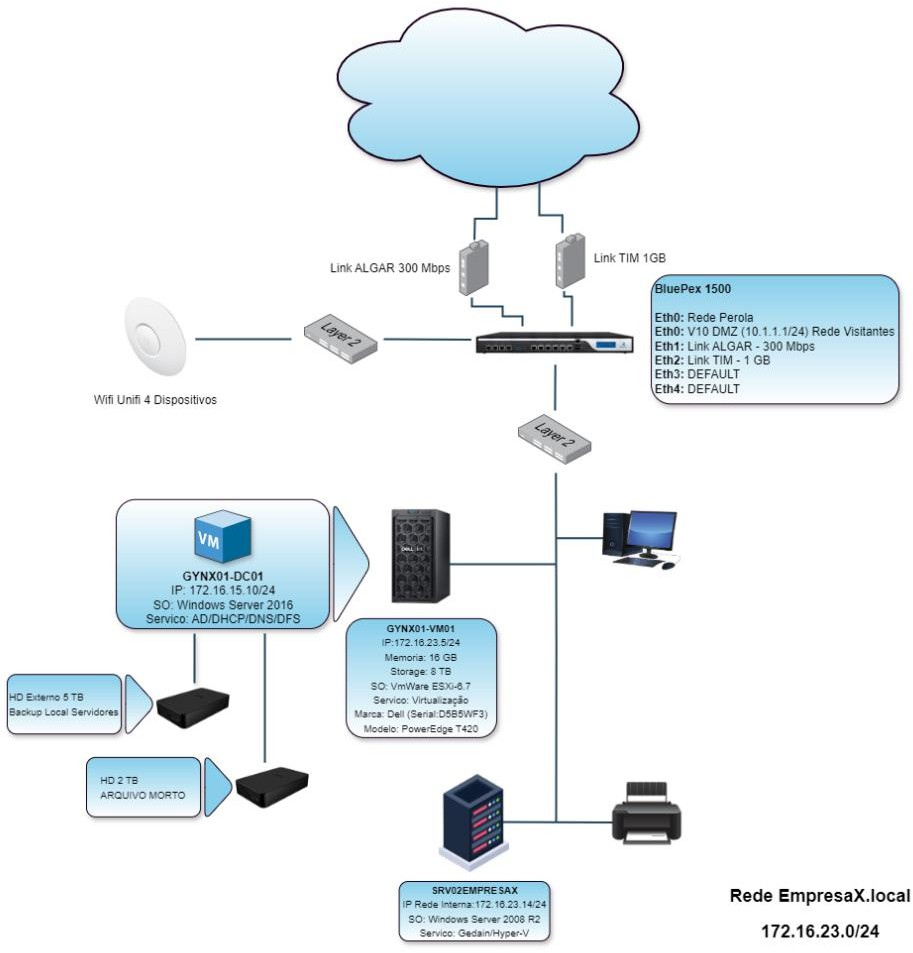 Link ALGAR 300 Mbps
Link TIM 1GB
BluePex 1500
Eth0: Rede Perola
Eth0: V10 DMZ (10.1.1.1/24) Rede Visitantes
Eth1: Link ALGAR - 300 Mbps
Eth2: Link TIM - 1 GB
Eth3: DEFAULT
Eth4: DEFAULT
Layer 2
Wifi Unifi 4 Dispositivos
Layer 2
VM
GYNX01-DC01
IP: 172.16.15.10/24
SO: Windows Server 2016
Servico: AD/DHCP/DNS/DFS
DELL
GYNX01-VM01
IP:172.16.23.5/24
Memoria: 16 GB
Storage: 8 TB
SO: VmWare ESXi-6.7
Servico: Virtualização
Marca: Dell (Serial:D5B5WF3)
Modelo: PowerEdge T420
HD Externo 5 TB
Backup Local Servidores
HD 2 TB
ARQUIVO MORTO
SRV02EMPRESAX
IP Rede Interna:172.16.23.14/24
SO: Windows Server 2008 R2
Servico: Gedain/Hyper-V
Rede EmpresaX.local
172.16.23.0/24